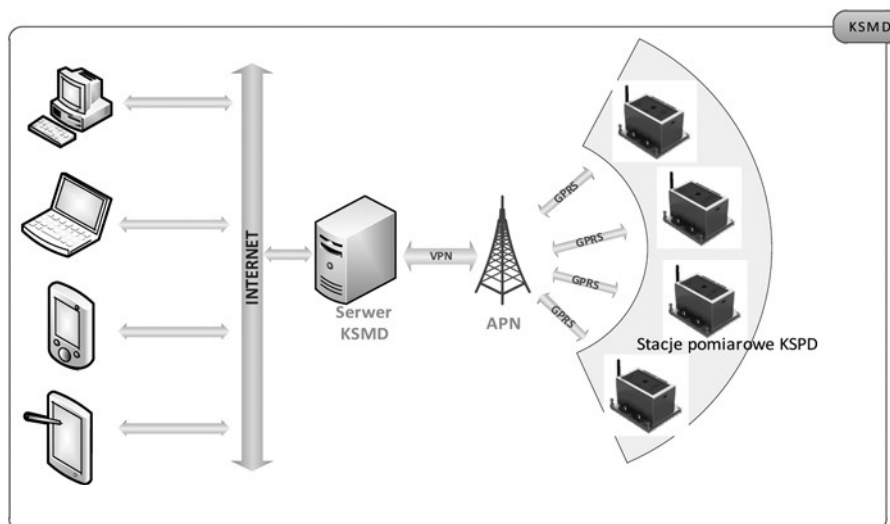 KSMD
INTERNET
Serwer
KSMD
VPN
APN
GPRS
GPRS
GPRS
GPRS
Stacje pomiarowe KSPD